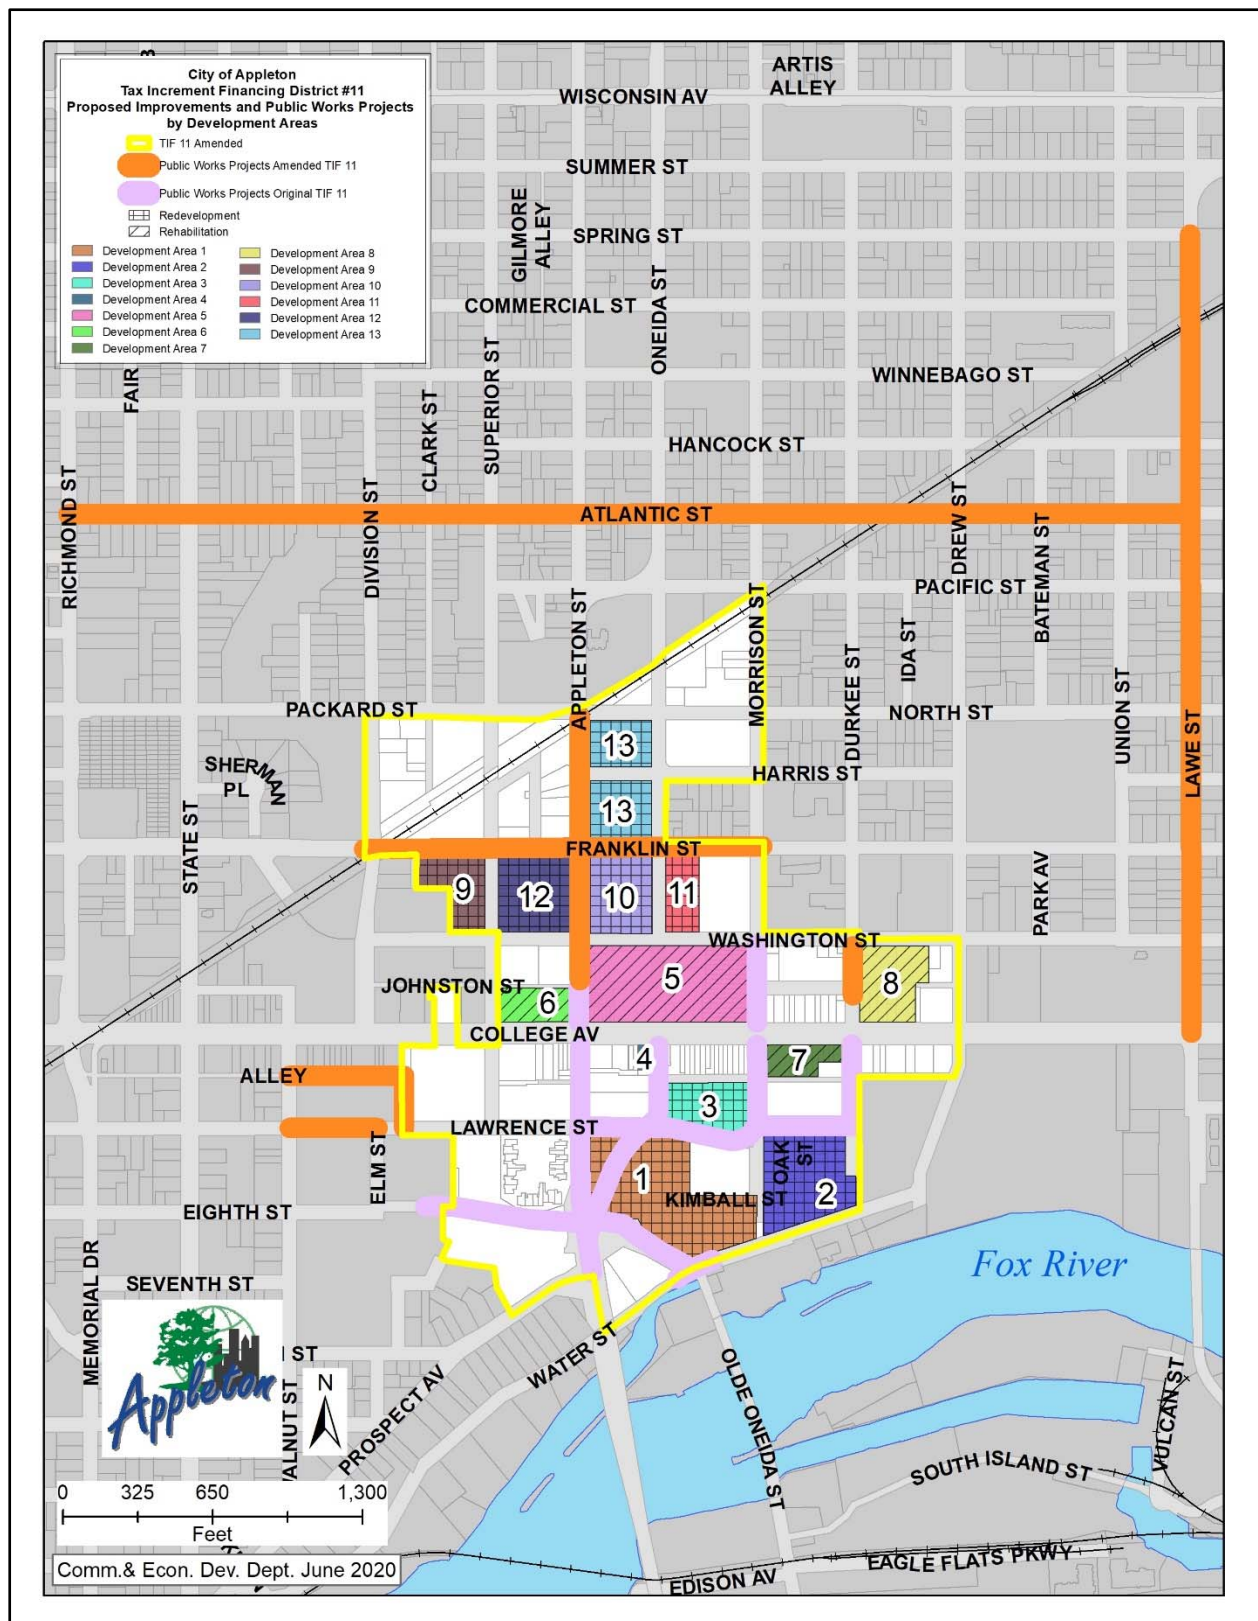 City of Appleton
Tax Increment Financing District #11
Proposed Improvements and Public Works Projects
by Development Areas
TIF 11 Amended
Public Works Projects Amended TIF 11
Public Works Projects Original TIF 11
Redevelopment
Rehabilitation
Development Area 1
Development Area 2
Development Area 3
Development Area 4
Development Area 5
Development Area 6
Development Area 7
Development Area 8
Development Area 9
Development Area 10
Development Area 11
Development Area 12
Development Area 13
B
ARTIS
ALLEY
WISCONSIN AV
SUMMER ST
GILMORE
ALLEY
SPRING ST
ONEIDA ST
COMMERCIAL ST
FAIR
WINNEBAGO ST
SUPERIOR ST
CLARK ST
HANCOCK ST
RICHMOND ST
DIVISION ST
ATLANTIC ST
DREW ST
BATEMAN ST
PACIFIC ST
APPLETON ST
MORRISON ST
IDA ST
DURKEE ST
UNION ST
LAWE ST
PACKARD ST
NORTH ST
13
SHERMAN
PL
HARRIS ST
STATE ST
13
FRANKLIN ST
9
12
10
11
PARK AV
WASHINGTON ST
JOHNSTON ST
6
5
8
COLLEGE AV
4
7
ALLEY
3
LAWRENCE ST
ELM ST
OAK
ST
1
KIMBALL ST
2
EIGHTH ST
MEMORIAL DR
SEVENTH ST
Fox River
Appleton
ST
N
WATER ST
PROSPECT AV
OLDE ONEIDA ST
VULCAN ST
ALNUT ST
SOUTH ISLAND ST
0 325 650 1,300
Feet
Comm.& Econ. Dev. Dept. June 2020
EAGLE FLATS PKWY
EDISON AV